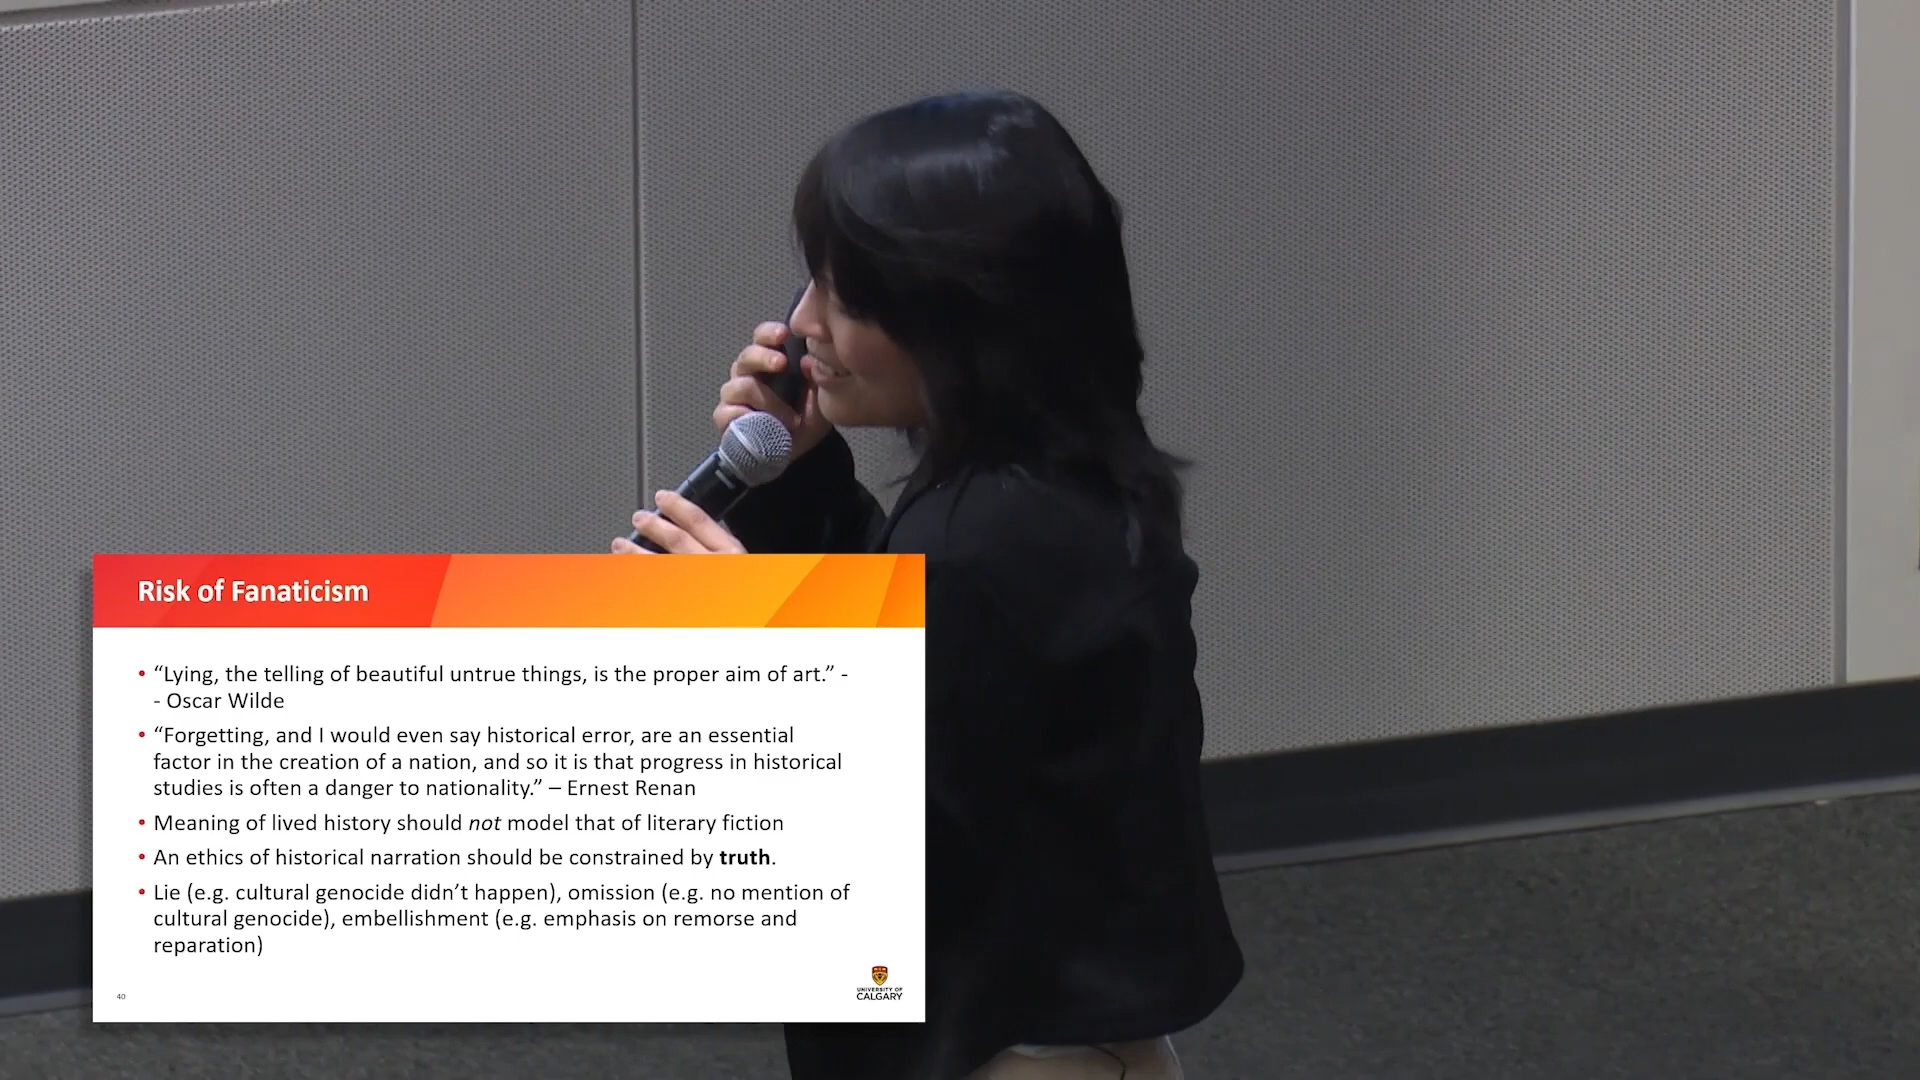 Risk of Fanaticism
• “Lying, the telling of beautiful untrue things, is the proper aim of art.” -
- Oscar Wilde
• “Forgetting, and I would even say historical error, are an essential
factor in the creation of a nation, and so it is that progress in historical
studies is often a danger to nationality.” – Ernest Renan
• Meaning of lived history should not model that of literary fiction
• An ethics of historical narration should be constrained by truth.
• Lie (e.g. cultural genocide didn’t happen), omission (e.g. no mention of
cultural genocide), embellishment (e.g. emphasis on remorse and
reparation)
40
UNIVERSITY OF
CALGARY